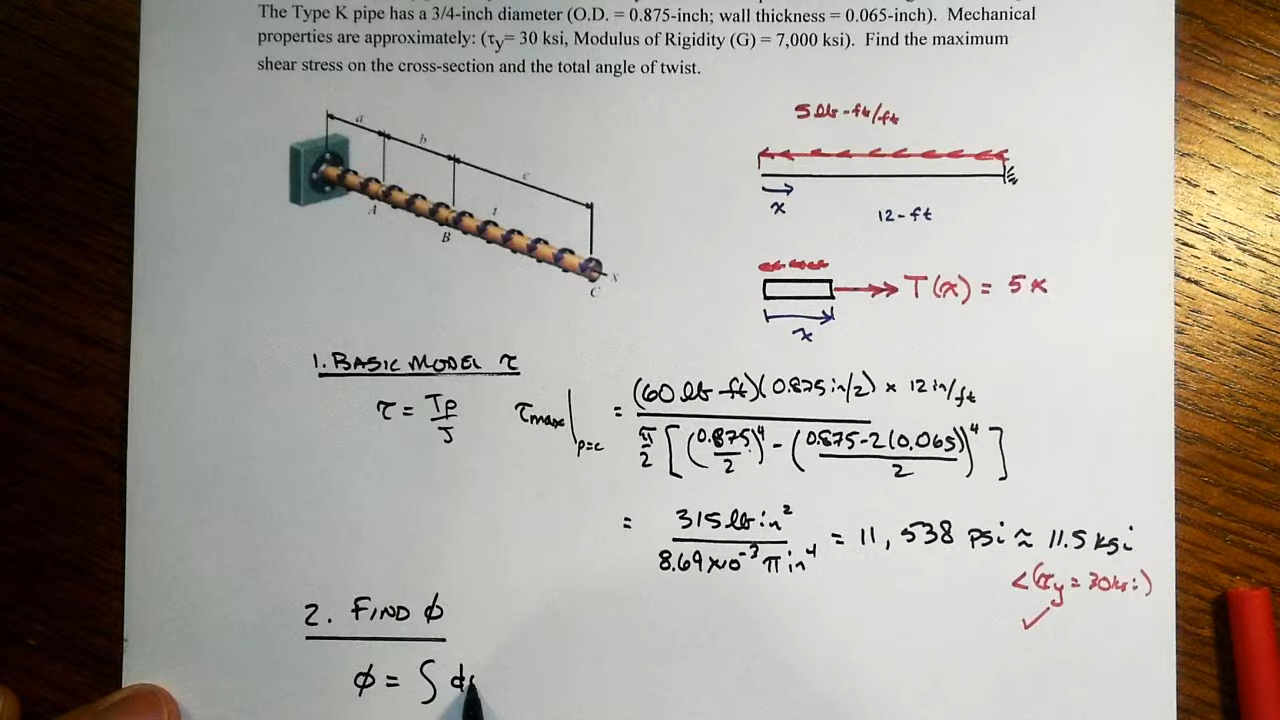 The Type K pipe has a 3/4-inch diameter (O.D. = 0.875-inch; wall thickness = 0.065-inch). Mechanical
properties are approximately: (τy= 30 ksi, Modulus of Rigidity (G) = 7,000 ksi). Find the maximum
shear stress on the cross-section and the total angle of twist.
a
b
c
A
B
t
x
C
5 lb-ft/ft
x
12-ft
T(x) = 5x
x
1. BASIC MODEL τ
τ = Tρ/J τmax|ρ=c = (60 lb ft)(0.875in/2) × 12 in/ft
π/2 [(0.875/2)^4 - ((0.875-2(0.065))/2)^4]
= 315 lb in²/8.69×10^-3 π in^4 = 11,538 psi ≈ 11.5 ksi
<(τy = 30ksi) ✓
2. FIND ϕ
ϕ = ∫ d